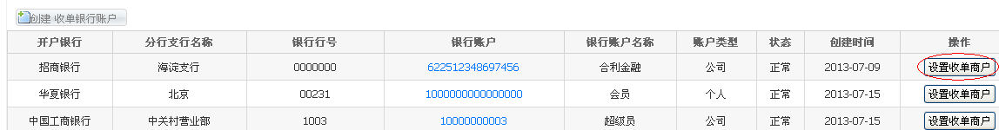 创建 收单银行账户
开户银行 分行支行名称 银行行号 银行账户 银行账户名称 账户类型 状态 创建时间 操作
招商银行 海淀支行 0000000 622512348697456 合利金融 公司 正常 2013-07-09 设置收单商户
华夏银行 北京 00231 1000000000000000 会员 个人 正常 2013-07-15 设置收单商户
中国工商银行 中关村营业部 1003 10000000003 超级员 公司 正常 2013-07-15 设置收单商户